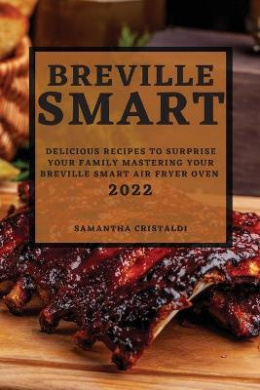 BREVILLE
SMART
DELICIOUS RECIPES TO SURPRISE
YOUR FAMILY MASTERING YOUR
BREVILLE SMART AIR FRYER OVEN
2022
SAMANTHA CRISTALDI